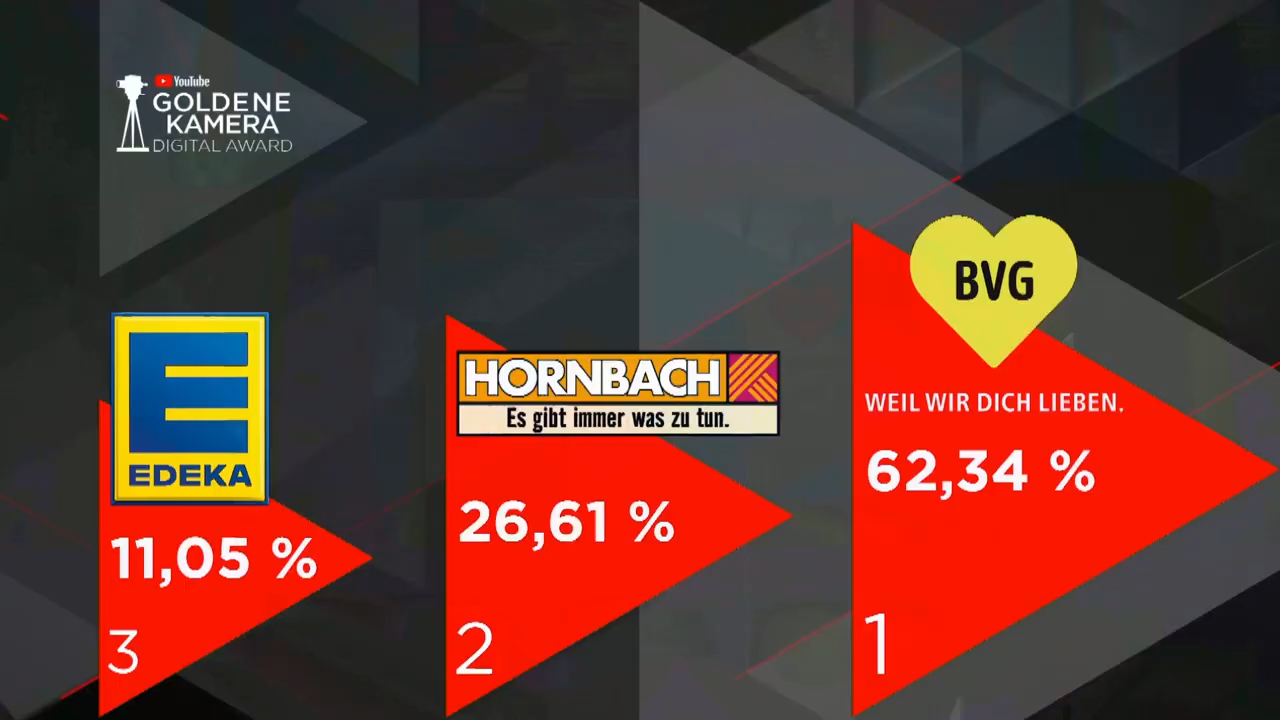 YouTube
GOLDENE
KAMERA
DIGITAL AWARD
E
EDEKA
11,05 %
3
HORNBACH
Es gibt immer was zu tun.
26,61 %
2
BVG
WEIL WIR DICH LIEBEN.
62,34 %
1